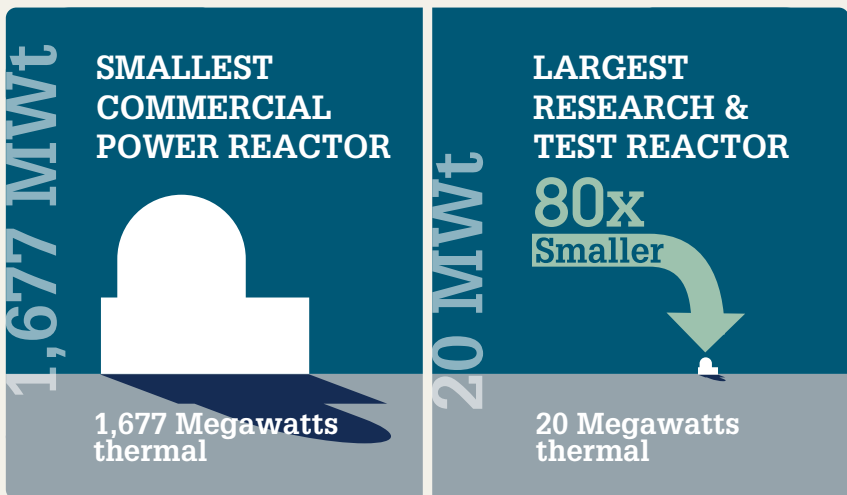 1,677 MWt
SMALLEST
COMMERCIAL
POWER REACTOR
1,677 Megawatts
thermal
20 MWt
LARGEST
RESEARCH &
TEST REACTOR
80x
Smaller
20 Megawatts
thermal